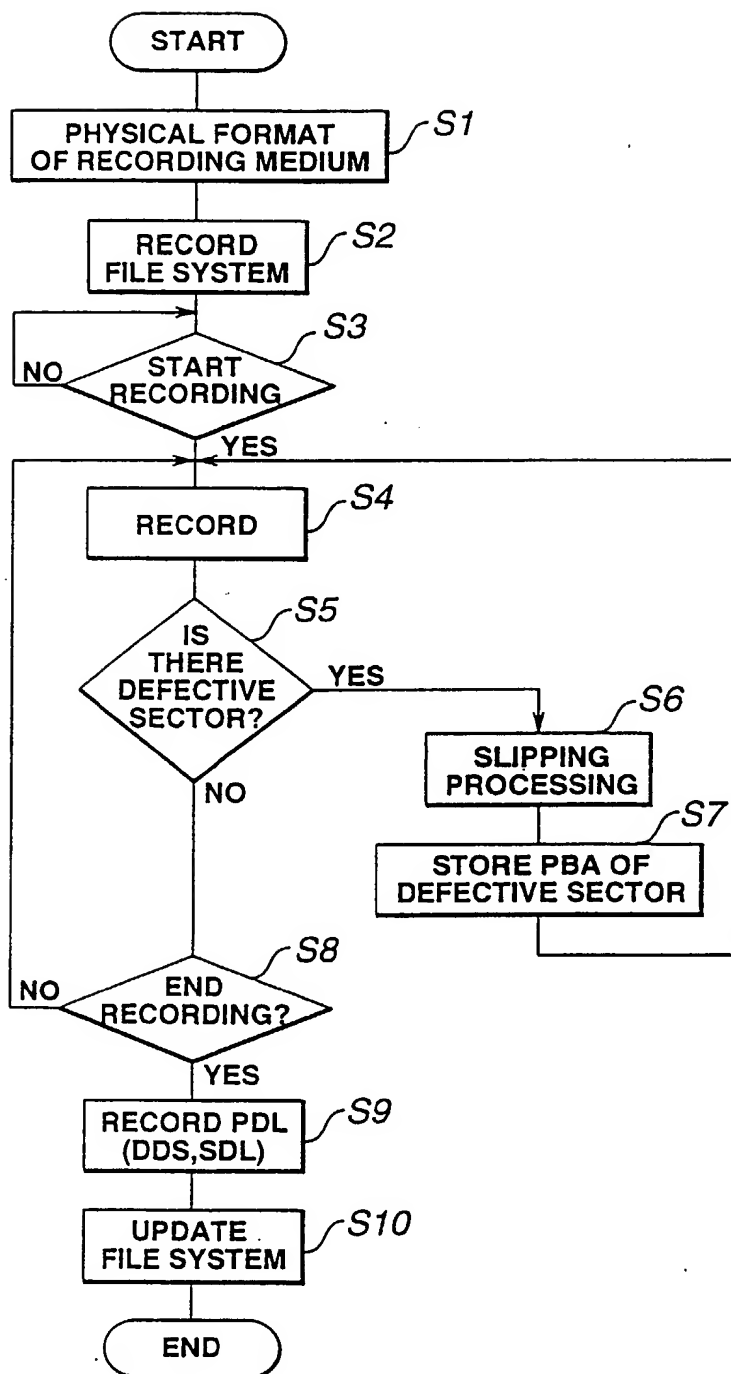 START
PHYSICAL FORMAT
OF RECORDING MEDIUM
S1
RECORD
FILE SYSTEM
S2
START
RECORDING
S3
NO
YES
RECORD
S4
IS
THERE
DEFECTIVE
SECTOR?
S5
YES
NO
SLIPPING
PROCESSING
S6
STORE PBA OF
DEFECTIVE SECTOR
S7
END
RECORDING?
S8
NO
YES
RECORD PDL
(DDS,SDL)
S9
UPDATE
FILE SYSTEM
S10
END